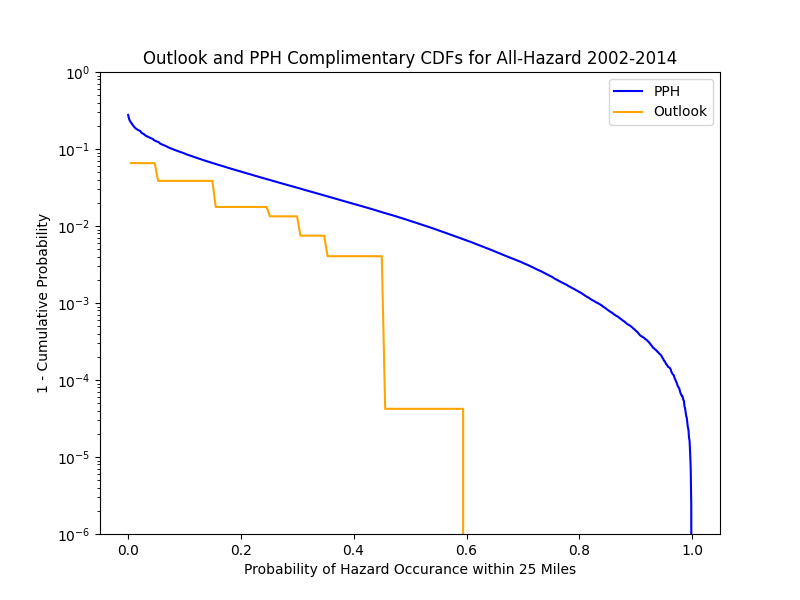 Outlook and PPH Complimentary CDFs for All-Hazard 2002-2014
PPH
Outlook
1 - Cumulative Probability
10⁰
10⁻¹
10⁻²
10⁻³
10⁻⁴
10⁻⁵
10⁻⁶
0.0 0.2 0.4 0.6 0.8 1.0
Probability of Hazard Occurance within 25 Miles